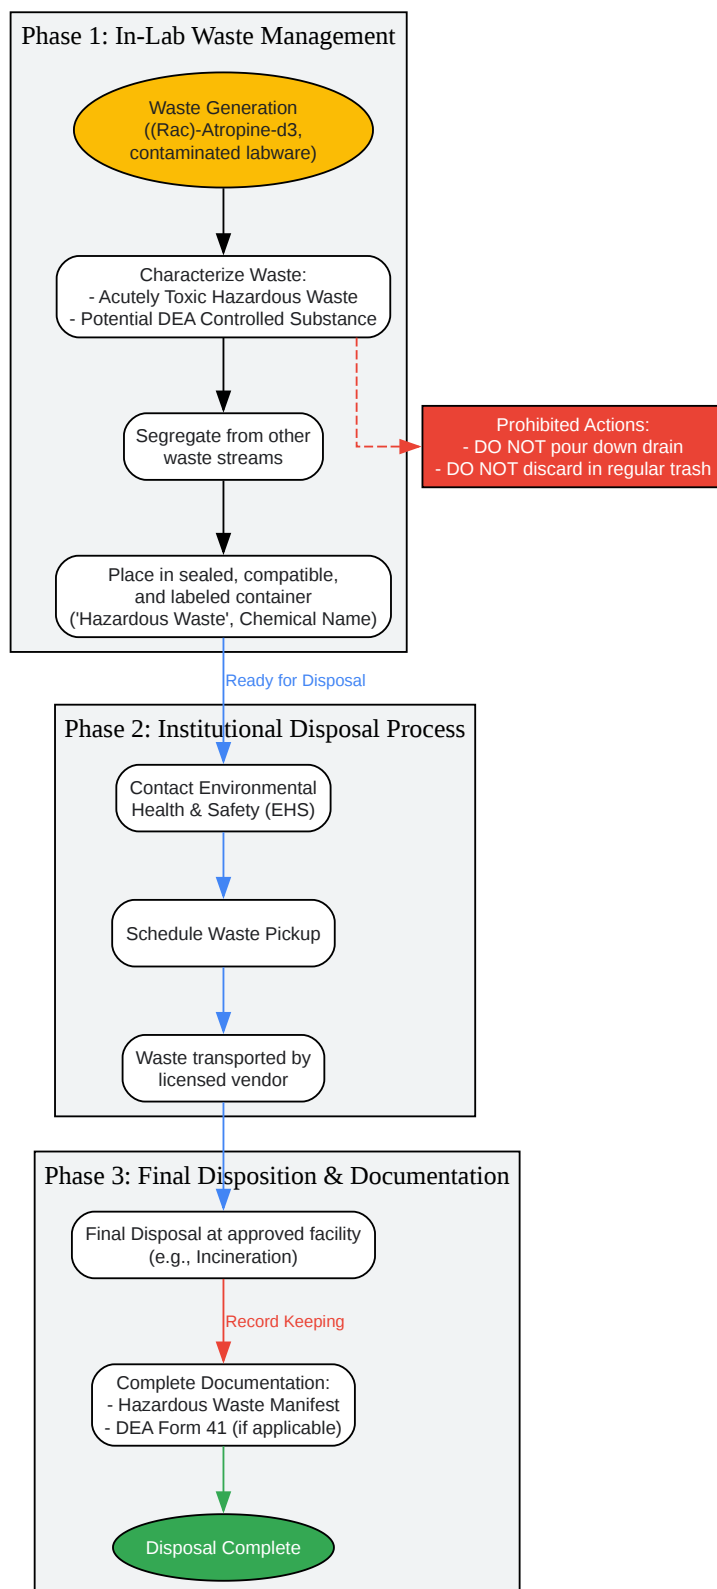 Phase 1: In-Lab Waste Management
Waste Generation
((Rac)-Atropine-d3,
contaminated labware)
Characterize Waste:
- Acutely Toxic Hazardous Waste
- Potential DEA Controlled Substance
Segregate from other
waste streams
Prohibited Actions:
- DO NOT pour down drain
- DO NOT discard in regular trash
Place in sealed, compatible,
and labeled container
('Hazardous Waste', Chemical Name)
Ready for Disposal
Phase 2: Institutional Disposal Process
Contact Environmental
Health & Safety (EHS)
Schedule Waste Pickup
Waste transported by
licensed vendor
Phase 3: Final Disposition & Documentation
Final Disposal at approved facility
(e.g., Incineration)
Record Keeping
Complete Documentation:
- Hazardous Waste Manifest
- DEA Form 41 (if applicable)
Disposal Complete